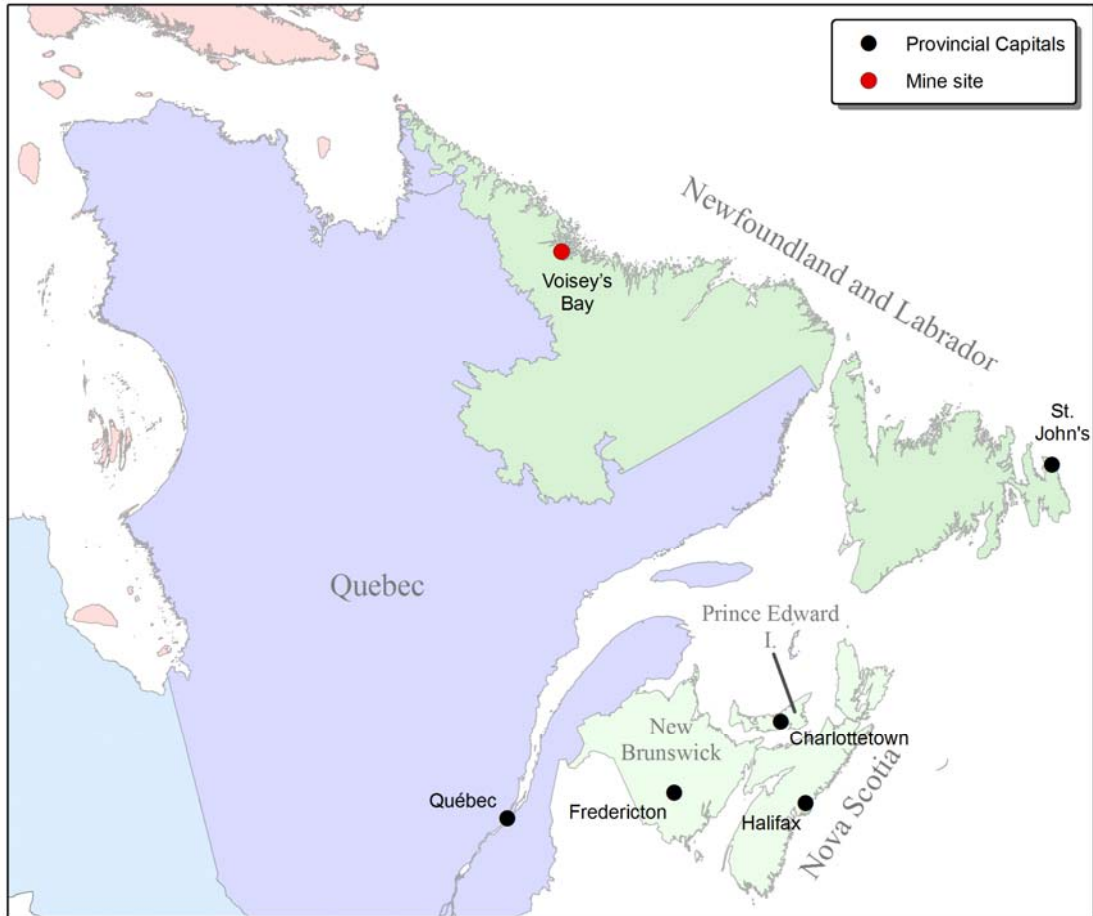 Provincial Capitals
Mine site
Newfoundland and Labrador
Voisey's
Bay
St.
John's
Quebec
Prince Edward
I.
New
Brunswick
Charlottetown
Québec
Fredericton
Halifax
Nova Scotia